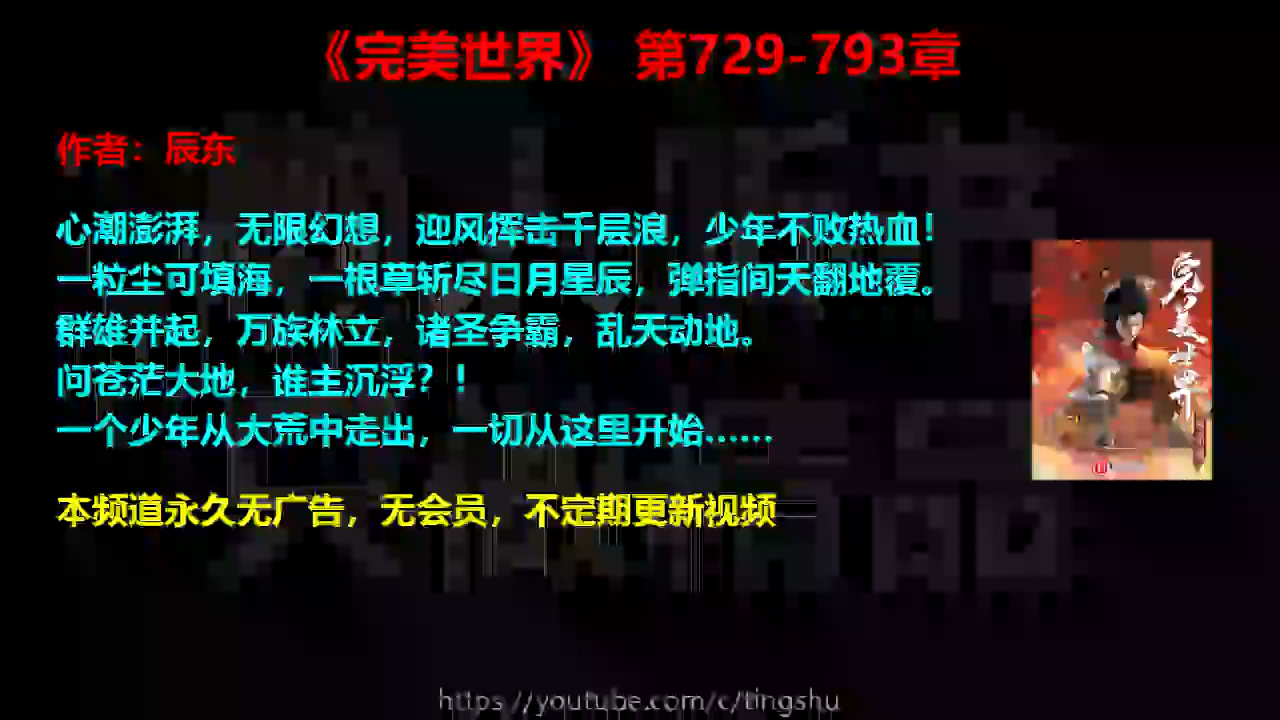 《完美世界》 第729-793章
作者：辰东
心潮澎湃，无限幻想，迎风挥击千层浪，少年不败热血！
一粒尘可填海，一根草斩尽日月星辰，弹指间天翻地覆。
群雄并起，万族林立，诸圣争霸，乱天动地。
问苍茫大地，谁主沉浮？！
一个少年从大荒中走出，一切从这里开始……
完美世界
本频道永久无广告，无会员，不定期更新视频
https://youtube.com/c/tingshu